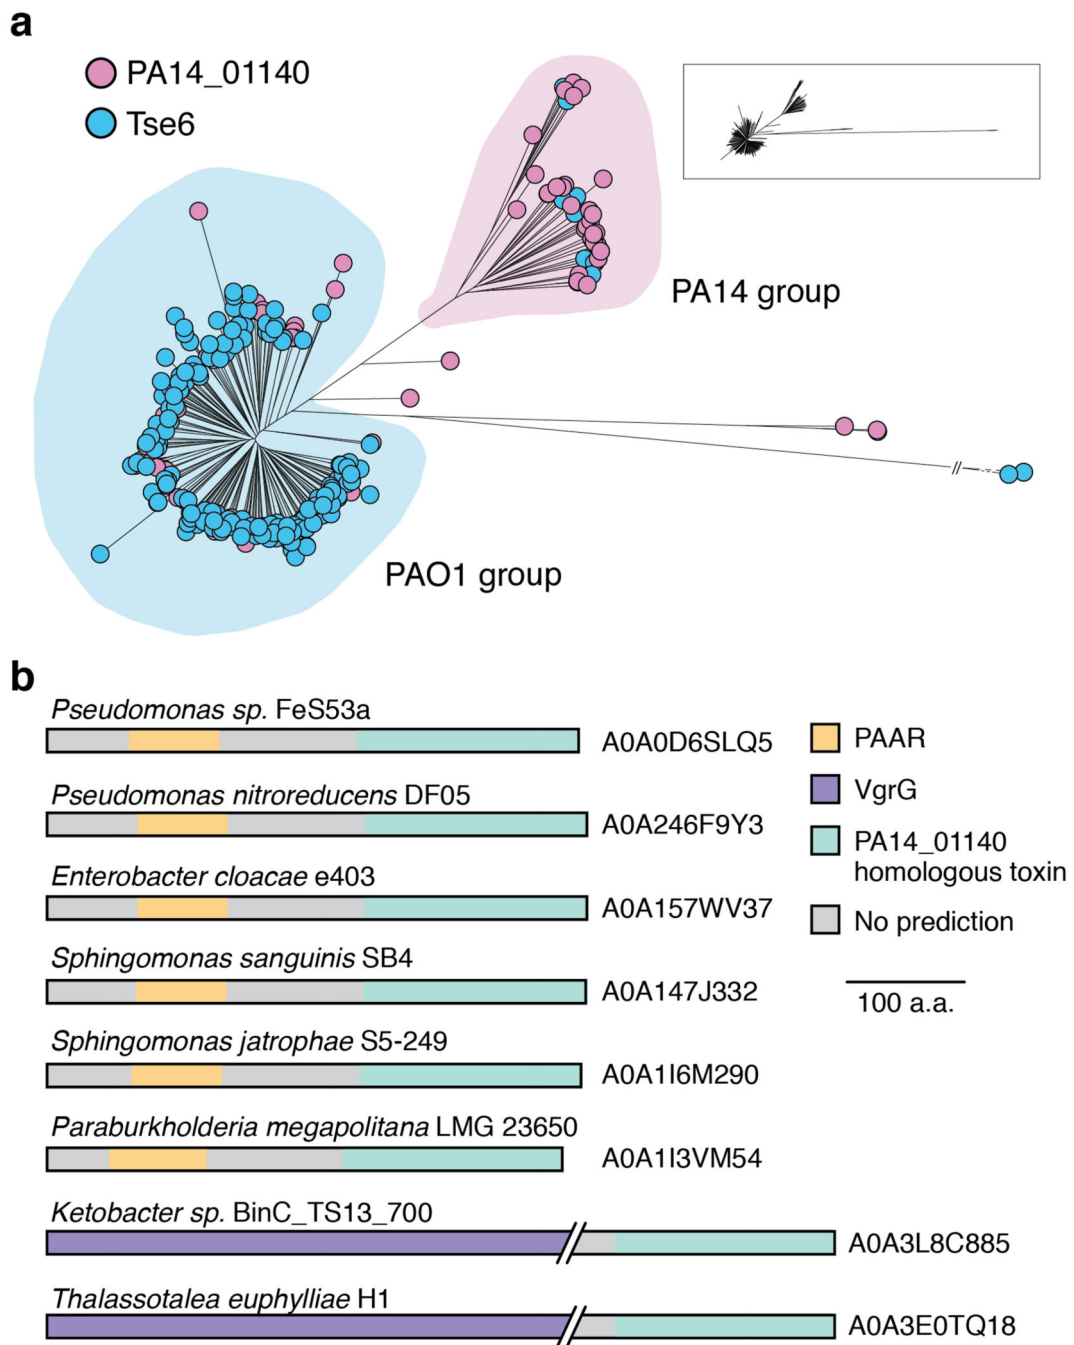 a
PA14_01140
Tse6
PA14 group
PAO1 group
b
Pseudomonas sp. FeS53a
A0A0D6SLQ5
Pseudomonas nitroreducens DF05
A0A246F9Y3
Enterobacter cloacae e403
A0A157WV37
Sphingomonas sanguinis SB4
A0A147J332
Sphingomonas jatrophae S5-249
A0A1I6M290
Paraburkholderia megapolitana LMG 23650
A0A1I3VM54
Ketobacter sp. BinC_TS13_700
A0A3L8C885
Thalassotalea euphylliae H1
A0A3E0TQ18
PAAR
VgrG
PA14_01140
homologous toxin
No prediction
100 a.a.